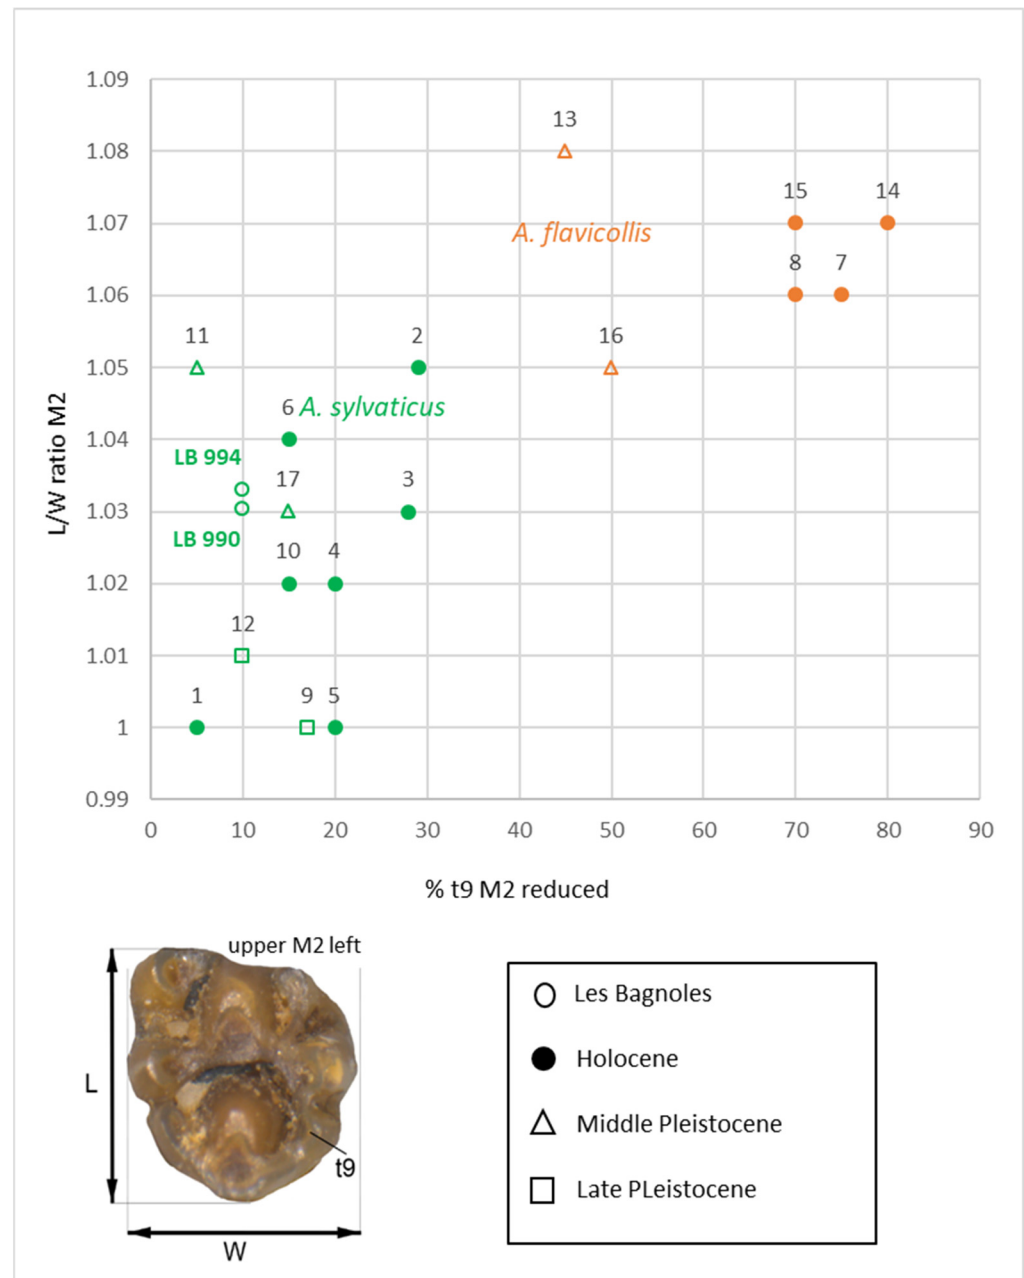 1.09
13
1.08
15 14
1.07
A. flavicollis
8 7
1.06
11 2 16
1.05
6 A. sylvaticus
1.04
LB 994
17 3
1.03
LB 990
10 4
1.02
12
1.01
1 9 5
1
0.99
0 10 20 30 40 50 60 70 80 90
L/W ratio M2
% t9 M2 reduced
upper M2 left
L
t9
W
Les Bagnoles
Holocene
Middle Pleistocene
Late PLeistocene